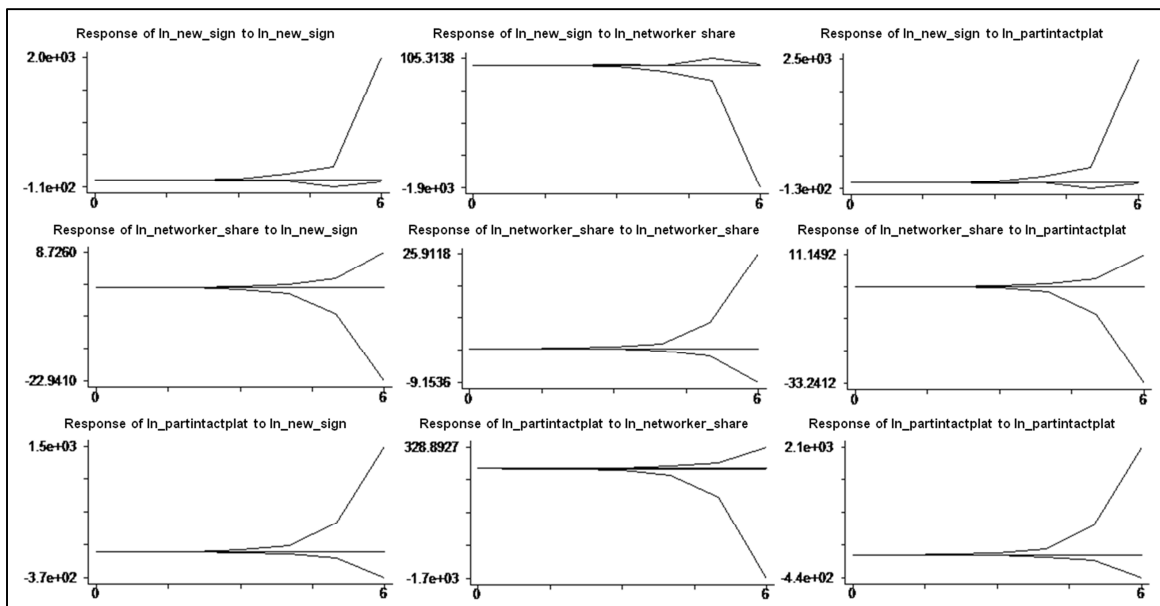 Response of ln_new_sign to ln_new_sign
2.0e+03
-1.1e+02
0
6
Response of ln_new_sign to ln_networker share
105.3138
-1.9e+03
0
6
Response of ln_new_sign to ln_partintactplat
2.5e+03
-1.3e+02
0
6
Response of ln_networker_share to ln_new_sign
8.7260
-22.9410
0
6
Response of ln_networker_share to ln_networker_share
25.9118
-9.1536
0
6
Response of ln_networker_share to ln_partintactplat
11.1492
-33.2412
0
6
Response of ln_partintactplat to ln_new_sign
1.5e+03
-3.7e+02
0
6
Response of ln_partintactplat to ln_networker_share
328.8927
-1.7e+03
0
6
Response of ln_partintactplat to ln_partintactplat
2.1e+03
-4.4e+02
0
6